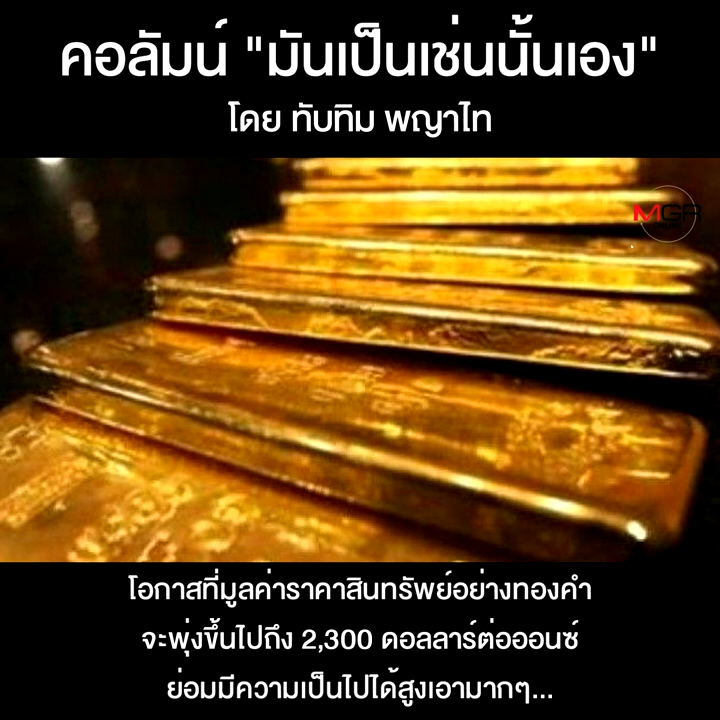 คอลัมน์ "มันเป็นเช่นนั้นเอง"
โดย ทับทิม พญาไท
MGR
โอกาสที่มูลค่าราคาสินทรัพย์อย่างทองคำ
จะพุ่งขึ้นไปถึง 2,300 ดอลลาร์ต่อออนซ์
ย่อมมีความเป็นไปได้สูงเอามากๆ...